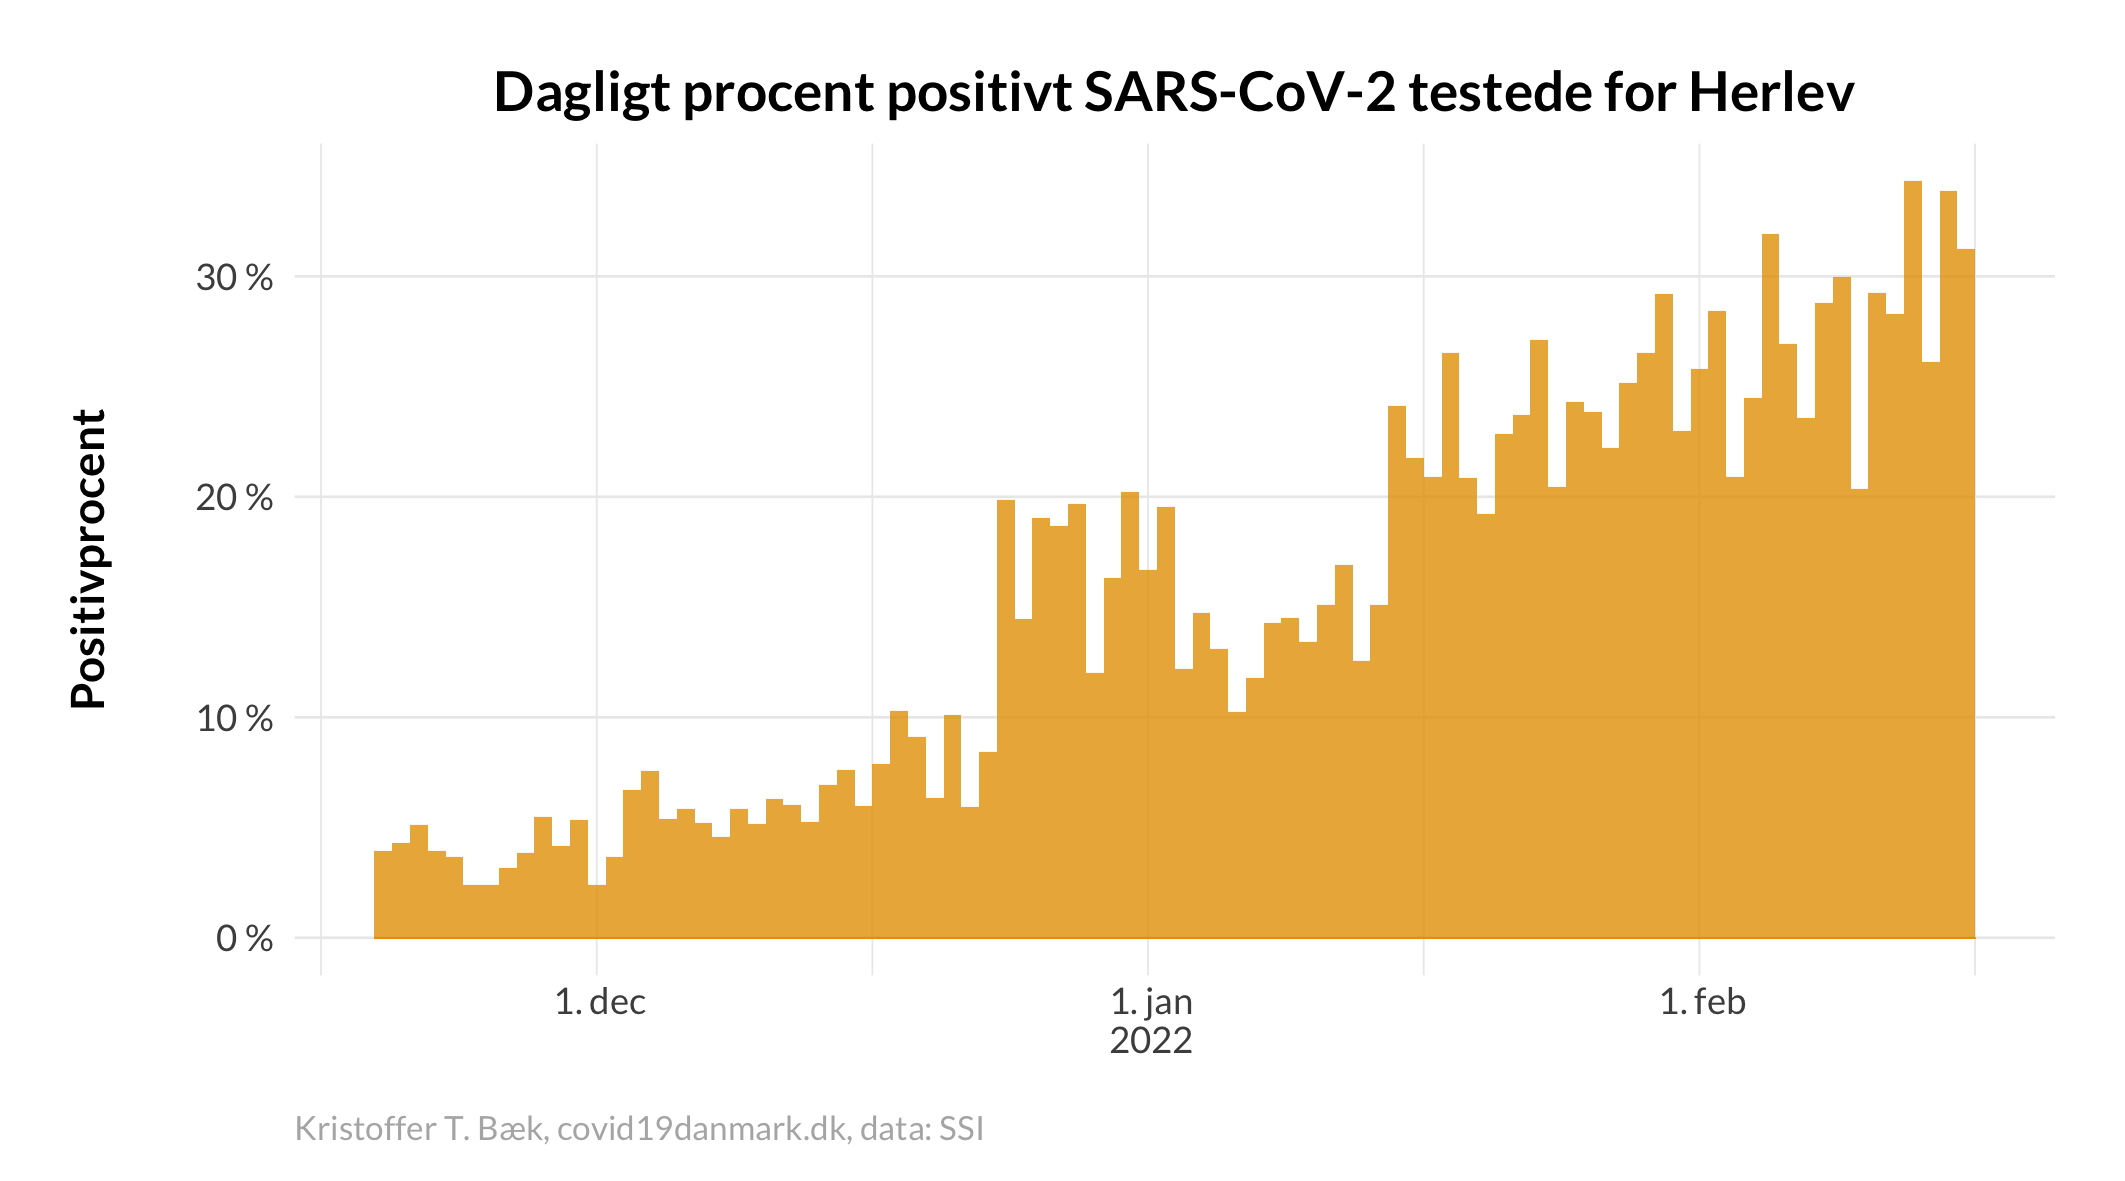 Dagligt procent positivt SARS-CoV-2 testede for Herlev
Positivprocent
30 %
20 %
10 %
0 %
1. dec
1. jan
2022
1. feb
Kristoffer T. Bæk, covid19danmark.dk, data: SSI